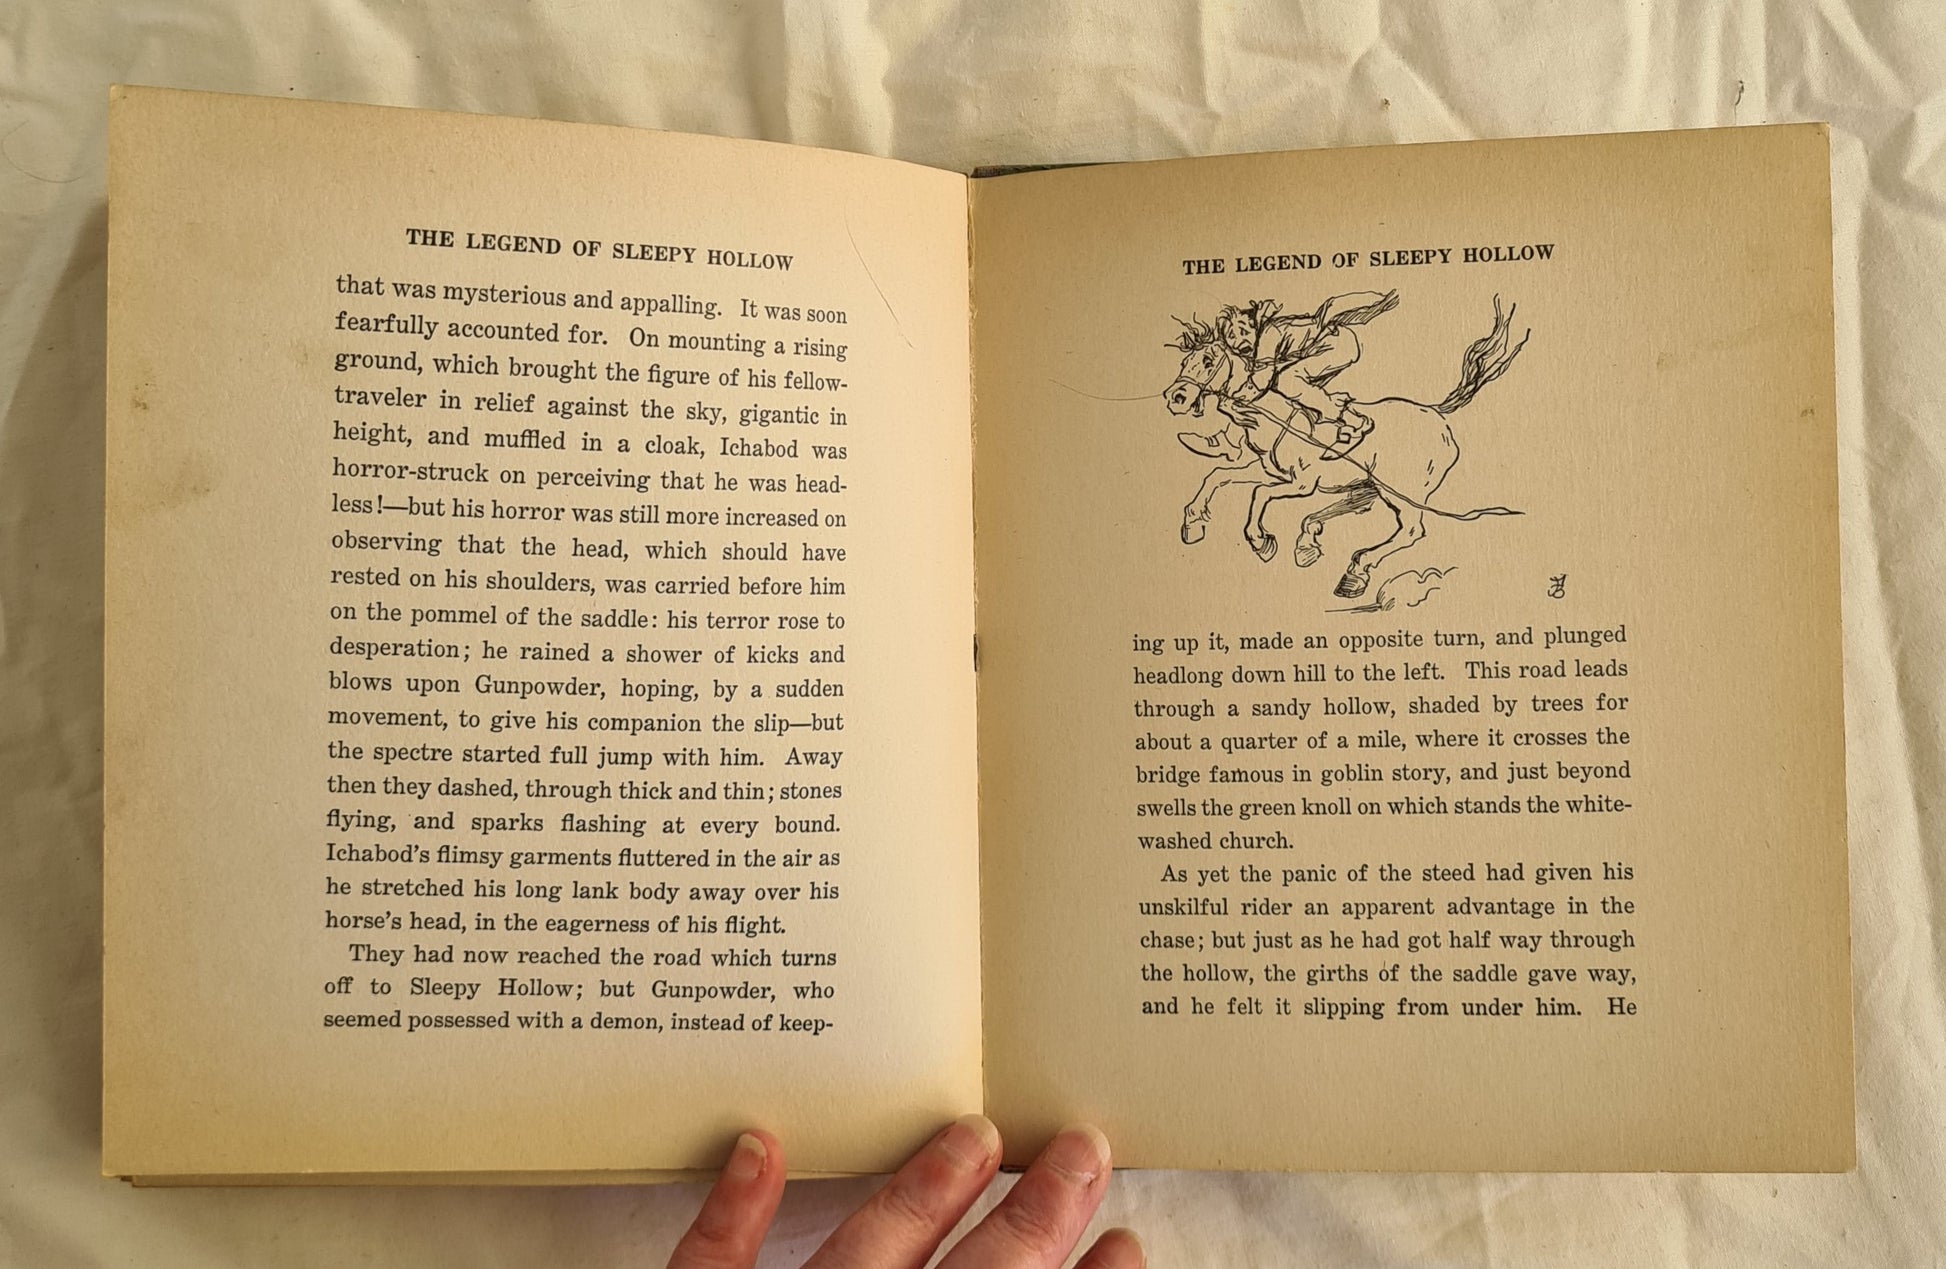 THE LEGEND OF SLEEPY HOLLOW
that was mysterious and appalling. It was soon
fearfully accounted for. On mounting a rising
ground, which brought the figure of his fellow-
traveler in relief against the sky, gigantic in
height, and muffled in a cloak, Ichabod was
horror-struck on perceiving that he was head-
less!—but his horror was still more increased on
observing that the head, which should have
rested on his shoulders, was carried before him
on the pommel of the saddle: his terror rose to
desperation; he rained a shower of kicks and
blows upon Gunpowder, hoping, by a sudden
movement, to give his companion the slip—but
the spectre started full jump with him. Away
then they dashed, through thick and thin; stones
flying, and sparks flashing at every bound.
Ichabod's flimsy garments fluttered in the air as
he stretched his long lank body away over his
horse's head, in the eagerness of his flight.
They had now reached the road which turns
off to Sleepy Hollow; but Gunpowder, who
seemed possessed with a demon, instead of keep-
THE LEGEND OF SLEEPY HOLLOW
ing up it, made an opposite turn, and plunged
headlong down hill to the left. This road leads
through a sandy hollow, shaded by trees for
about a quarter of a mile, where it crosses the
bridge famous in goblin story, and just beyond
swells the green knoll on which stands the white-
washed church.
As yet the panic of the steed had given his
unskilful rider an apparent advantage in the
chase; but just as he had got half way through
the hollow, the girths of the saddle gave way,
and he felt it slipping from under him. He